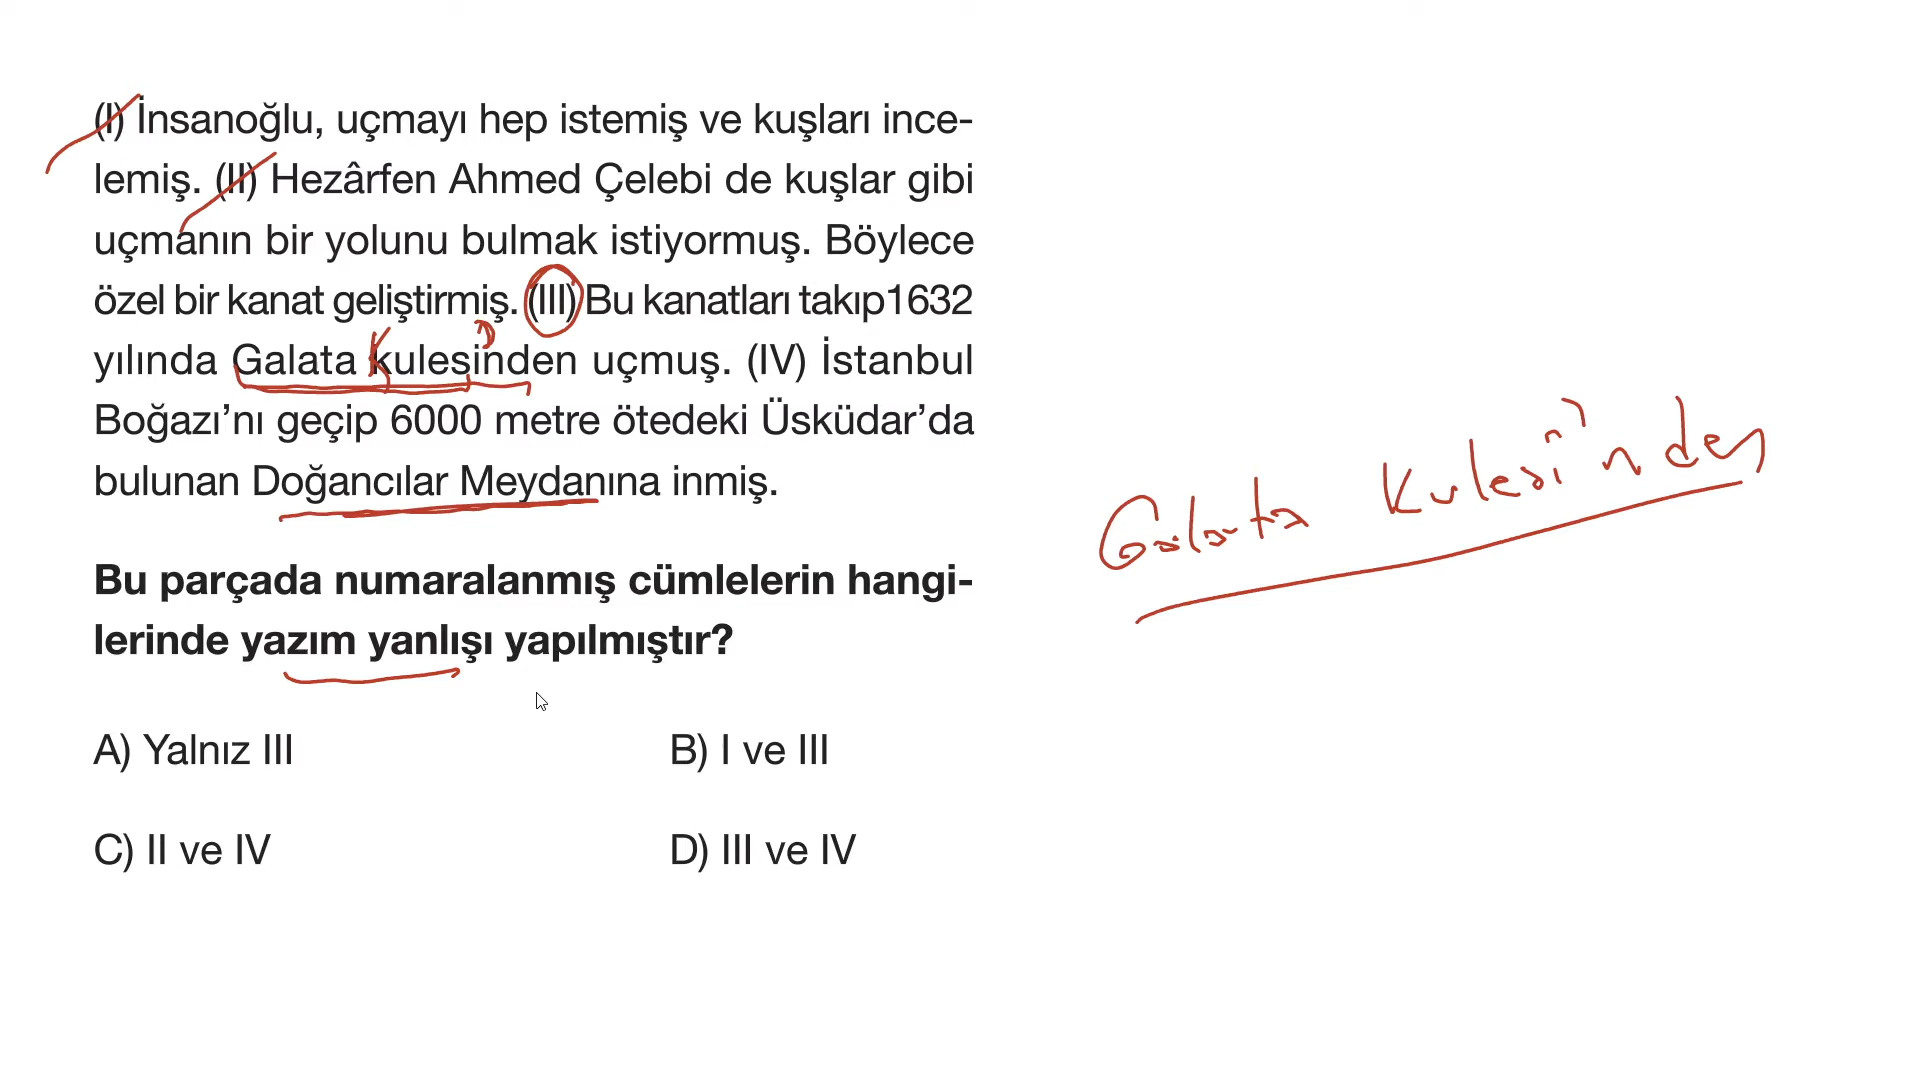 (I) İnsanoğlu, uçmayı hep istemiş ve kuşları ince-
lemiş. (II) Hezârfen Ahmed Çelebi de kuşlar gibi
uçmanın bir yolunu bulmak istiyormuş. Böylece
özel bir kanat geliştirmiş. (III) Bu kanatları takıp1632
yılında Galata kulesinden uçmuş. (IV) İstanbul
Boğazı’nı geçip 6000 metre ötedeki Üsküdar’da
bulunan Doğancılar Meydanına inmiş.
Galata Kulesi'nden
Bu parçada numaralanmış cümlelerin hangi-
lerinde yazım yanlışı yapılmıştır?
A) Yalnız III
B) I ve III
C) II ve IV
D) III ve IV